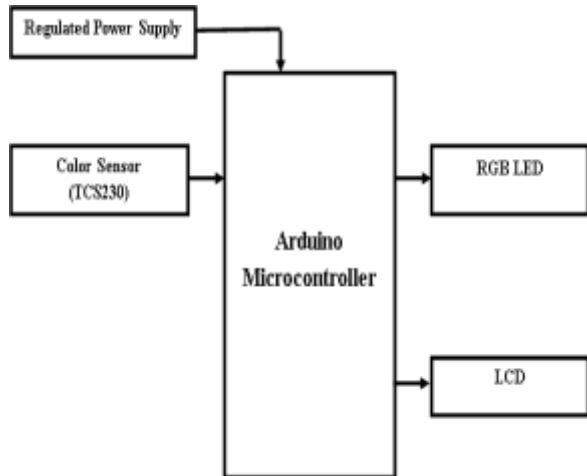 Regulated Power Supply
Color Sensor
(TCS230)
RGB LED
Arduino
Microcontroller
LCD